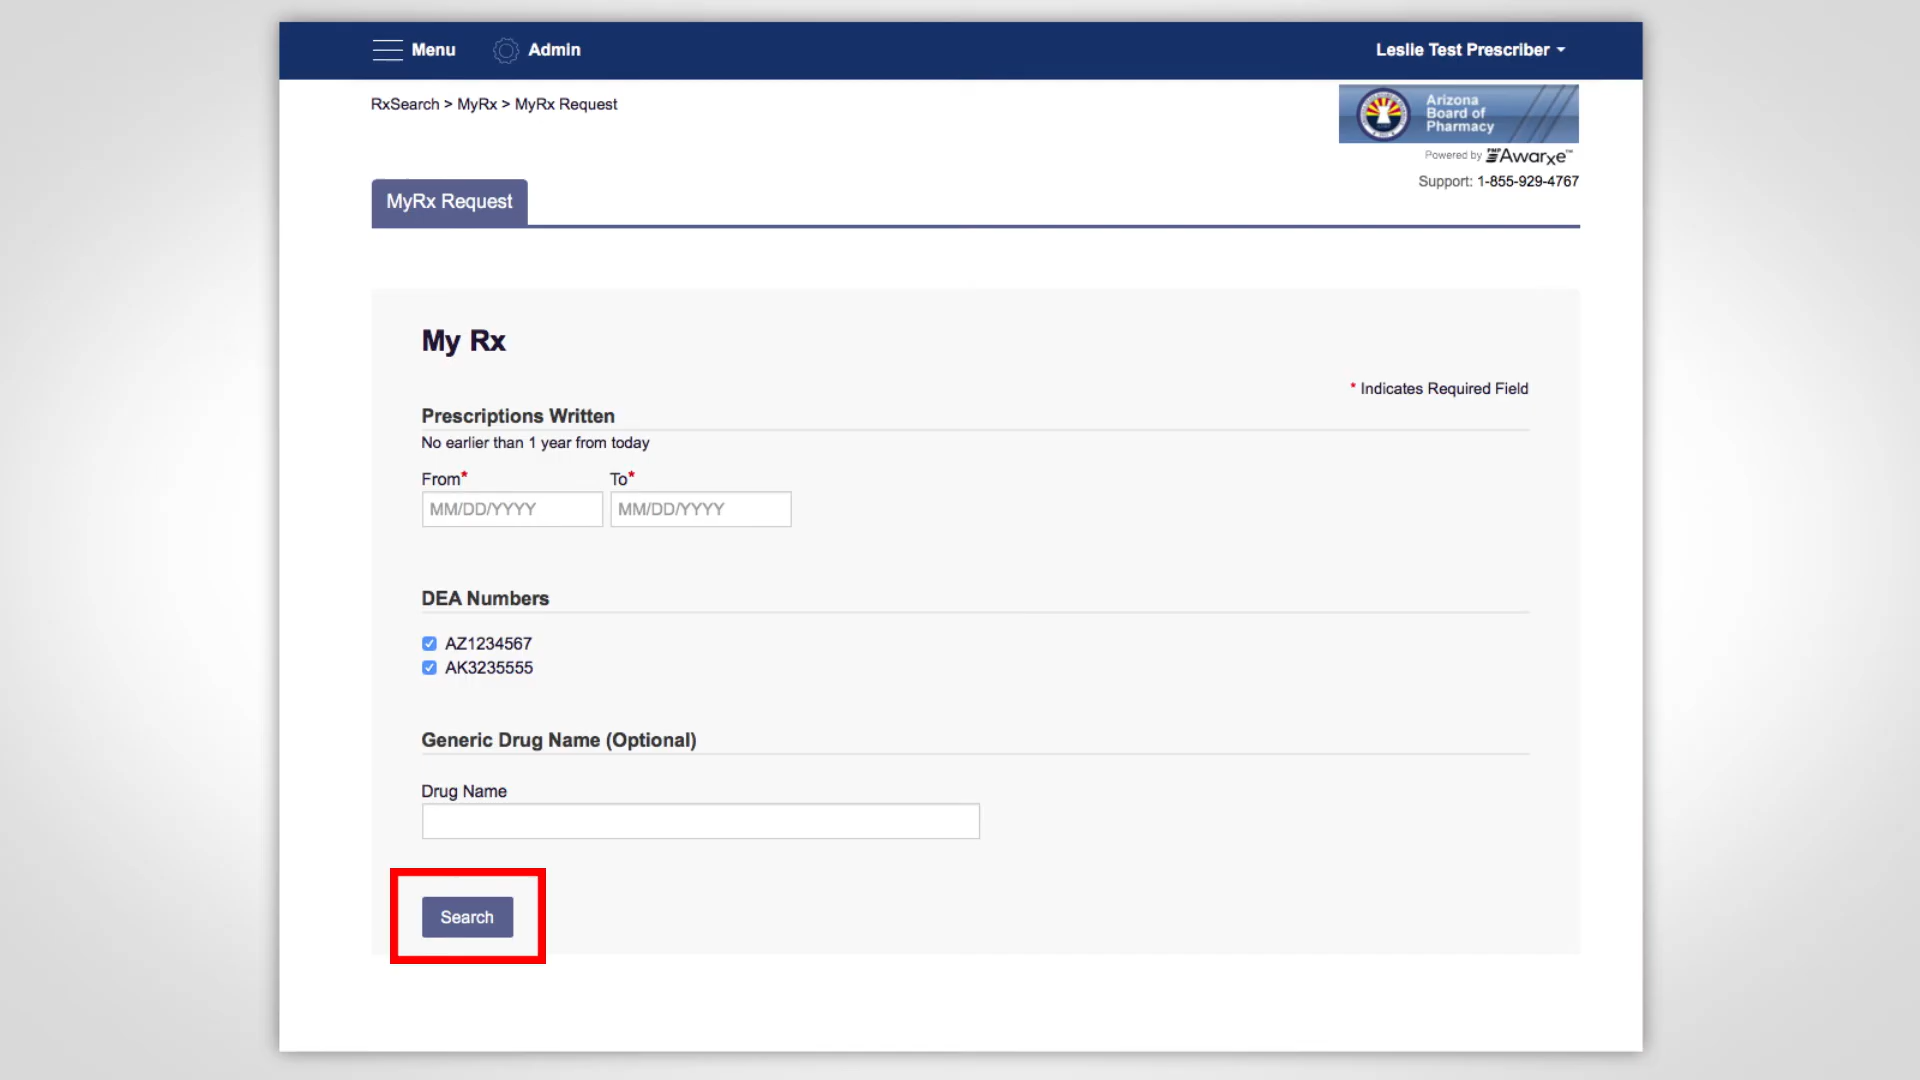 Menu
Admin
Leslie Test Prescriber
RxSearch > MyRx > MyRx Request
Arizona
Board of
Pharmacy
Powered by PMP Awarxe™
Support: 1-855-929-4767
MyRx Request
My Rx
* Indicates Required Field
Prescriptions Written
No earlier than 1 year from today
From* To*
MM/DD/YYYY MM/DD/YYYY
DEA Numbers
AZ1234567
AK3235555
Generic Drug Name (Optional)
Drug Name
Search